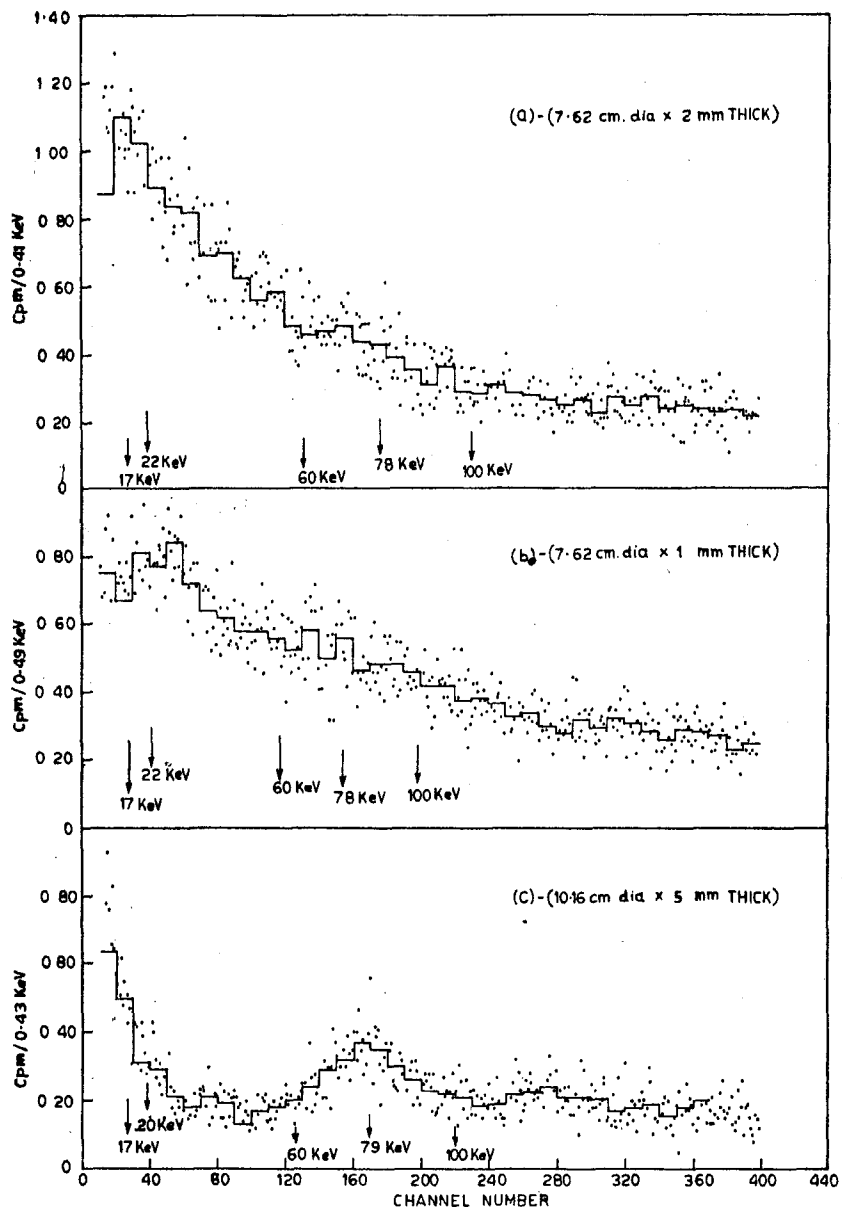 1·40
1·20
1 00
0 80
0 60
0 40
0 20
0
Cpm/0·41 KeV
(a)-(7·62 cm. dia × 2 mm THICK)
17 KeV
22 KeV
60 KeV
78 KeV
100 KeV
0 80
0 60
0 40
0 20
0
Cpm/0·49 KeV
(b)-(7·62 cm. dia × 1 mm THICK)
17 KeV
22 KeV
60 KeV
78 KeV
100 KeV
0 80
0 80
0 40
0 20
0
Cpm/0·43 KeV
(C)-(10·16 cm dia × 5 mm THICK)
17 KeV
20 KeV
60 KeV
79 KeV
100 KeV
0 40 80 120 160 200 240 280 320 360 400 440
CHANNEL NUMBER